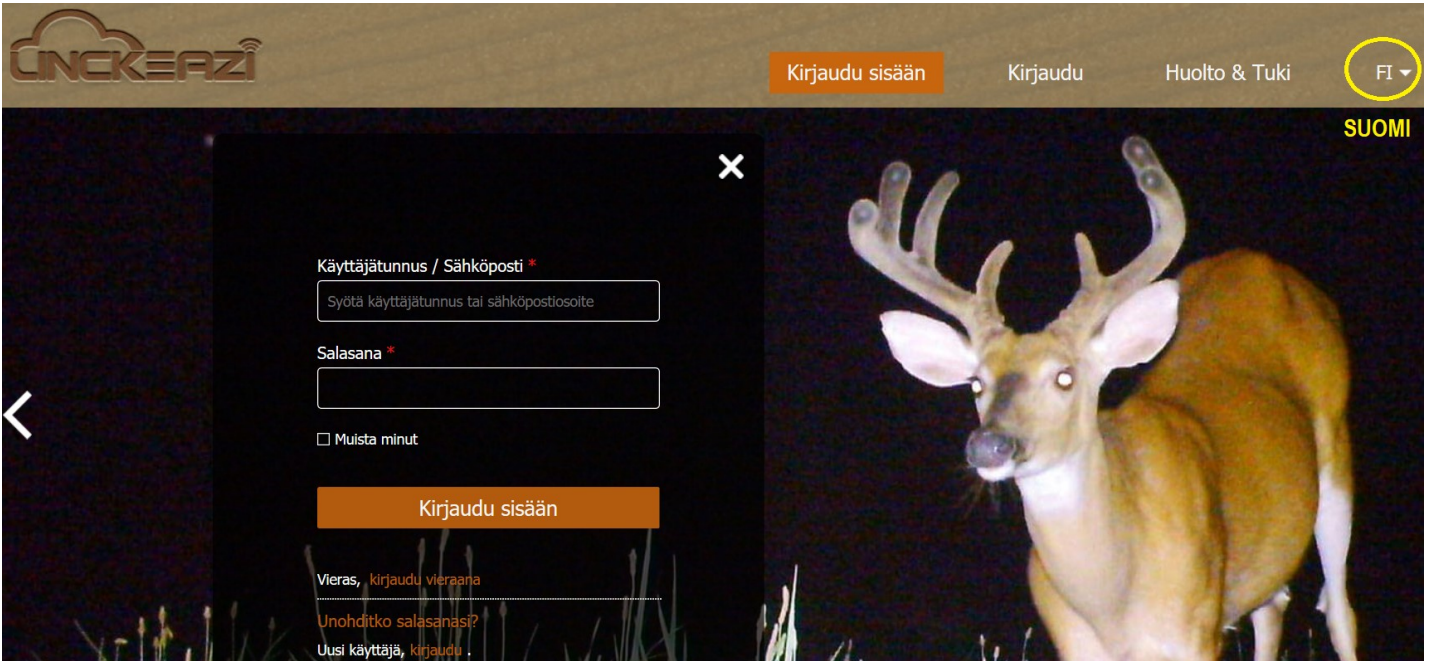 LINCKEAZI
Kirjaudu sisään
Kirjaudu
Huolto & Tuki
FI
SUOMI
Käyttäjätunnus / Sähköposti *
Syötä käyttäjätunnus tai sähköpostiosoite
Salasana *
Muista minut
Kirjaudu sisään
Vieras, kirjaudu vieraana
Unohditko salasanasi?
Uusi käyttäjä, kirjaudu .